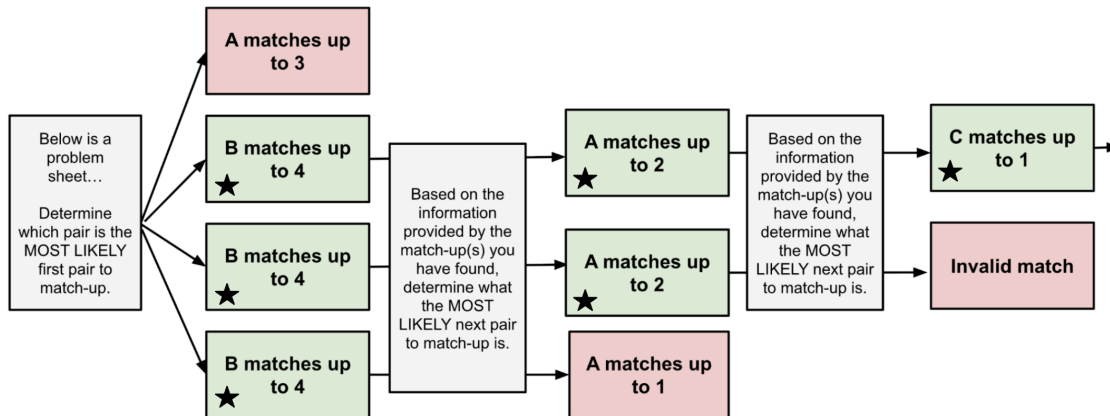 Below is a
problem
sheet…
Determine
which pair is the
MOST LIKELY
first pair to
match-up.
A matches up
to 3
B matches up
to 4
B matches up
to 4
B matches up
to 4
Based on the
information
provided by the
match-up(s) you
have found,
determine what
the MOST
LIKELY next pair
to match-up is.
A matches up
to 2
A matches up
to 2
A matches up
to 1
Based on the
information
provided by the
match-up(s) you
have found,
determine what
the MOST
LIKELY next pair
to match-up is.
C matches up
to 1
Invalid match